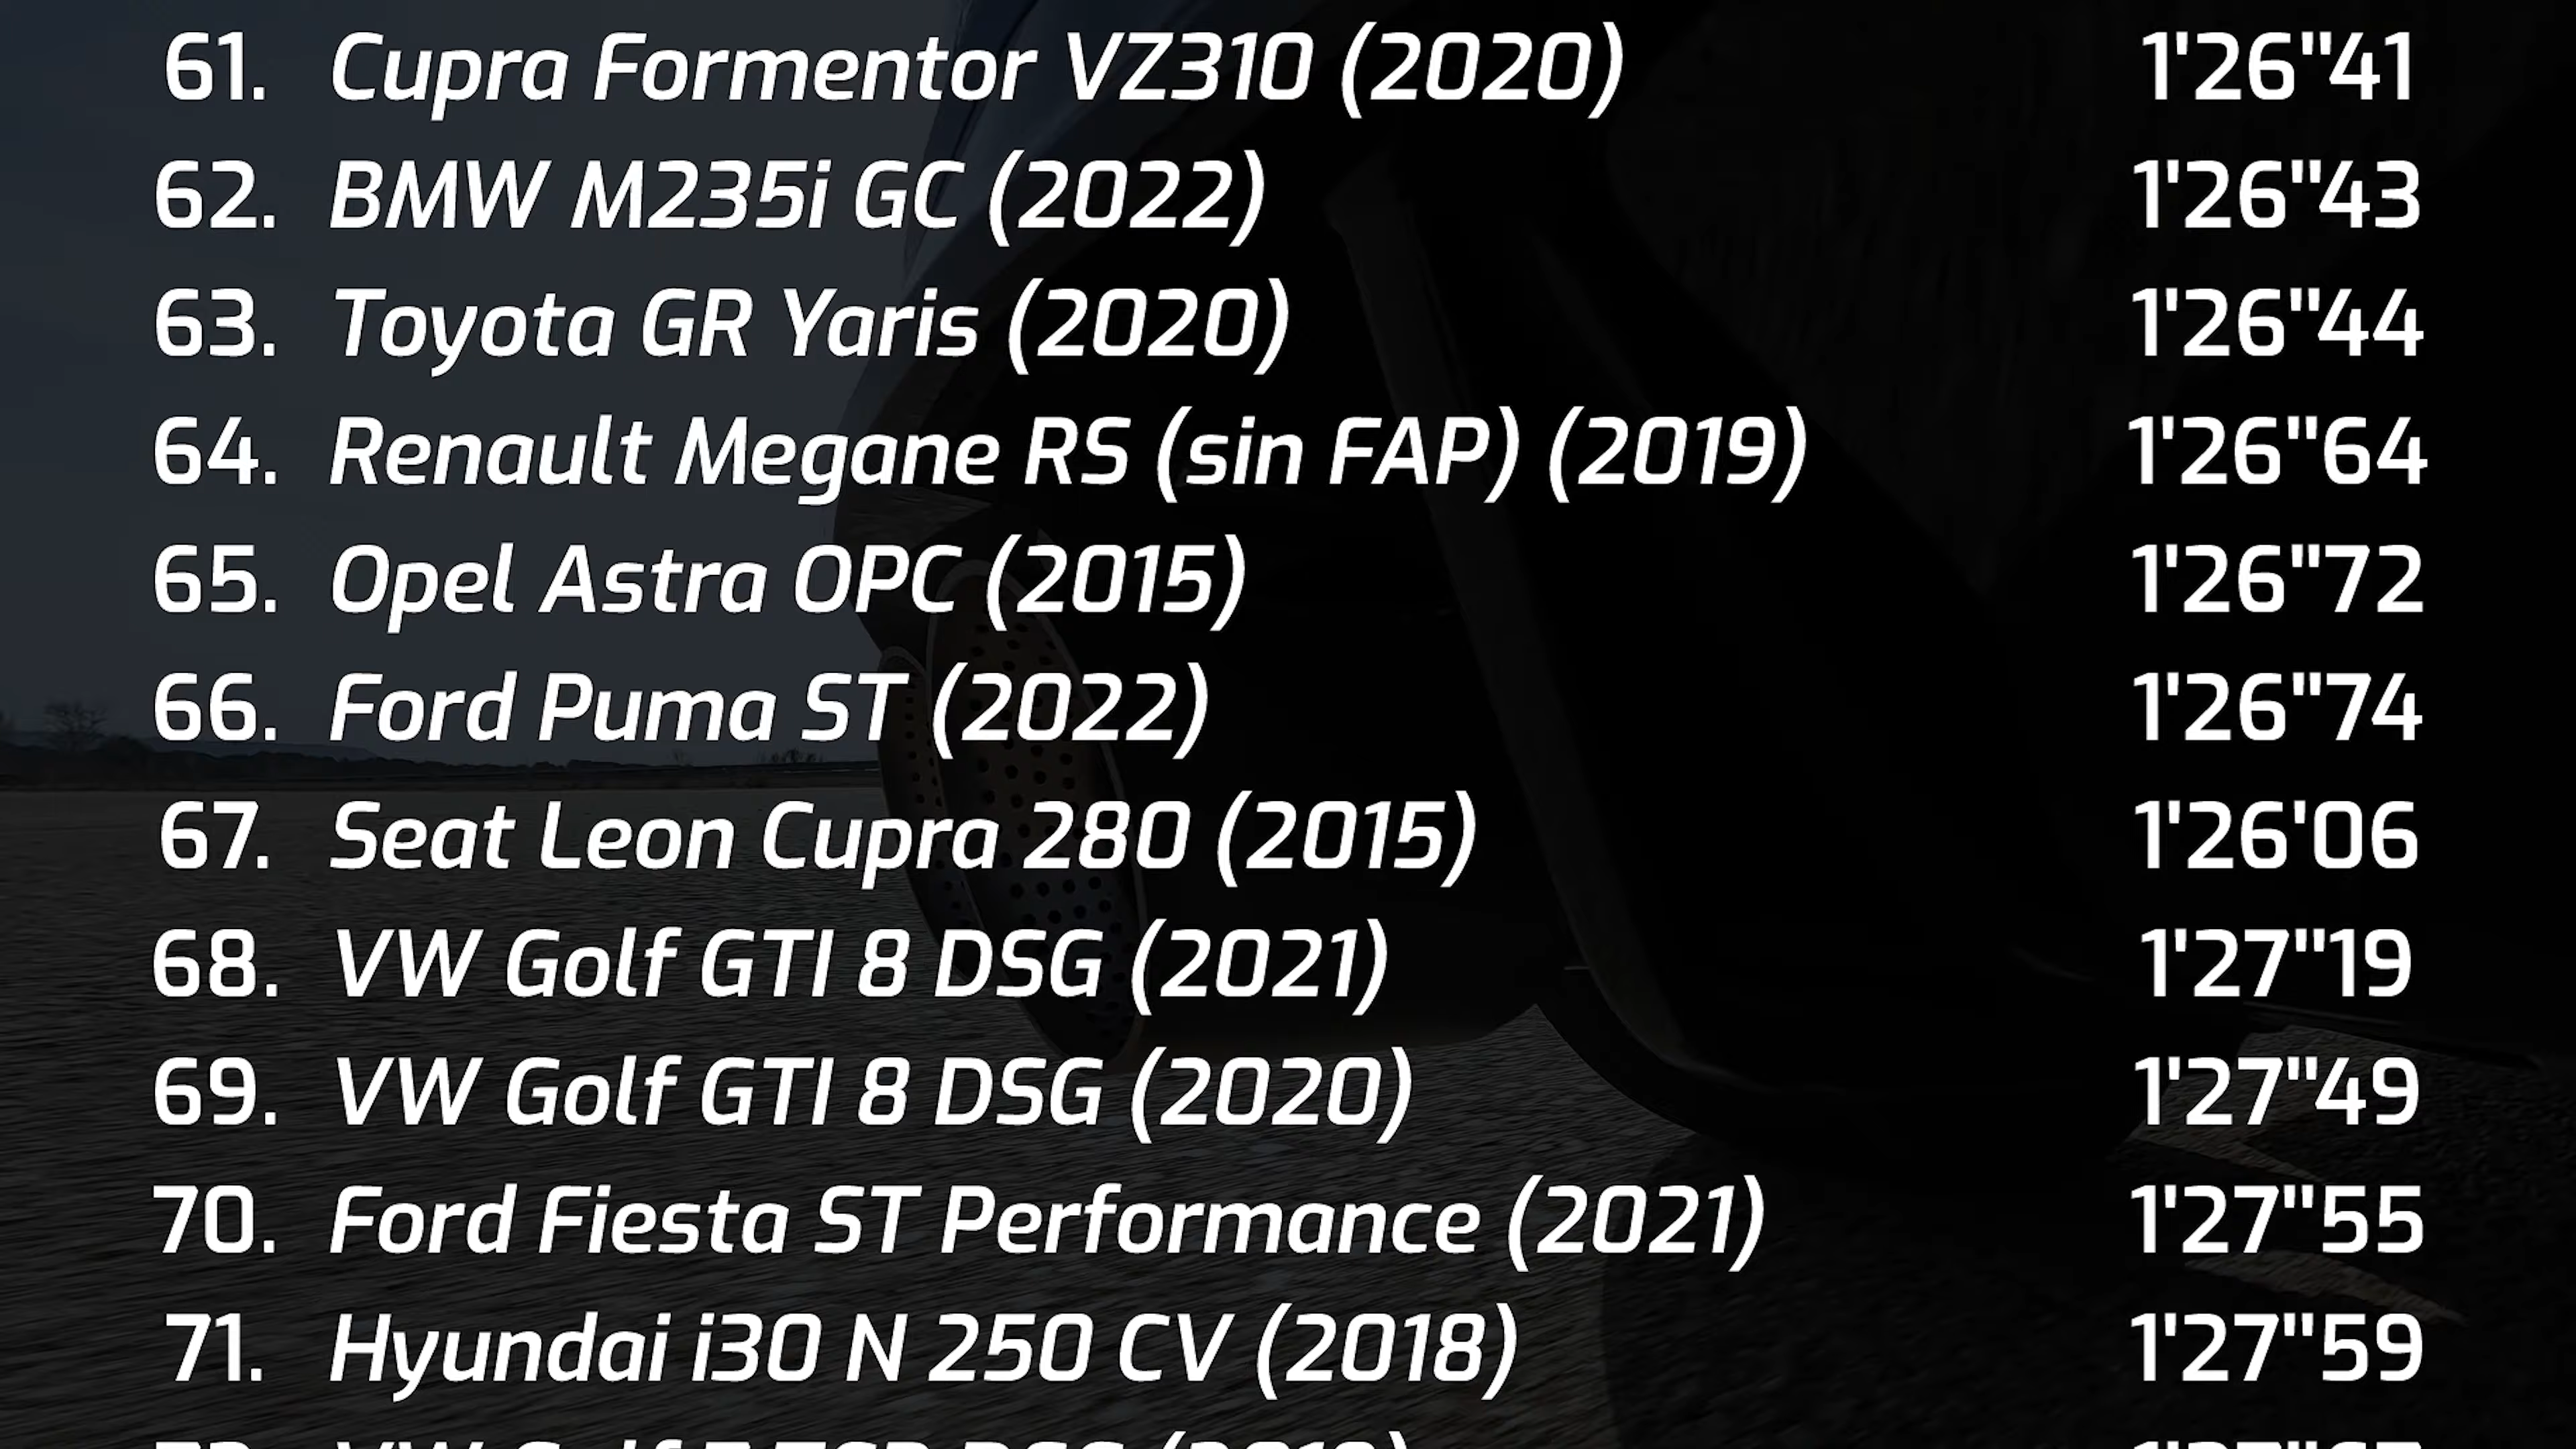 61. Cupra Formentor VZ310 (2020) 1'26"41
62. BMW M235i GC (2022) 1'26"43
63. Toyota GR Yaris (2020) 1'26"44
64. Renault Megane RS (sin FAP) (2019) 1'26"64
65. Opel Astra OPC (2015) 1'26"72
66. Ford Puma ST (2022) 1'26"74
67. Seat Leon Cupra 280 (2015) 1'26'06
68. VW Golf GTI 8 DSG (2021) 1'27"19
69. VW Golf GTI 8 DSG (2020) 1'27"49
70. Ford Fiesta ST Performance (2021) 1'27"55
71. Hyundai i30 N 250 CV (2018) 1'27"59